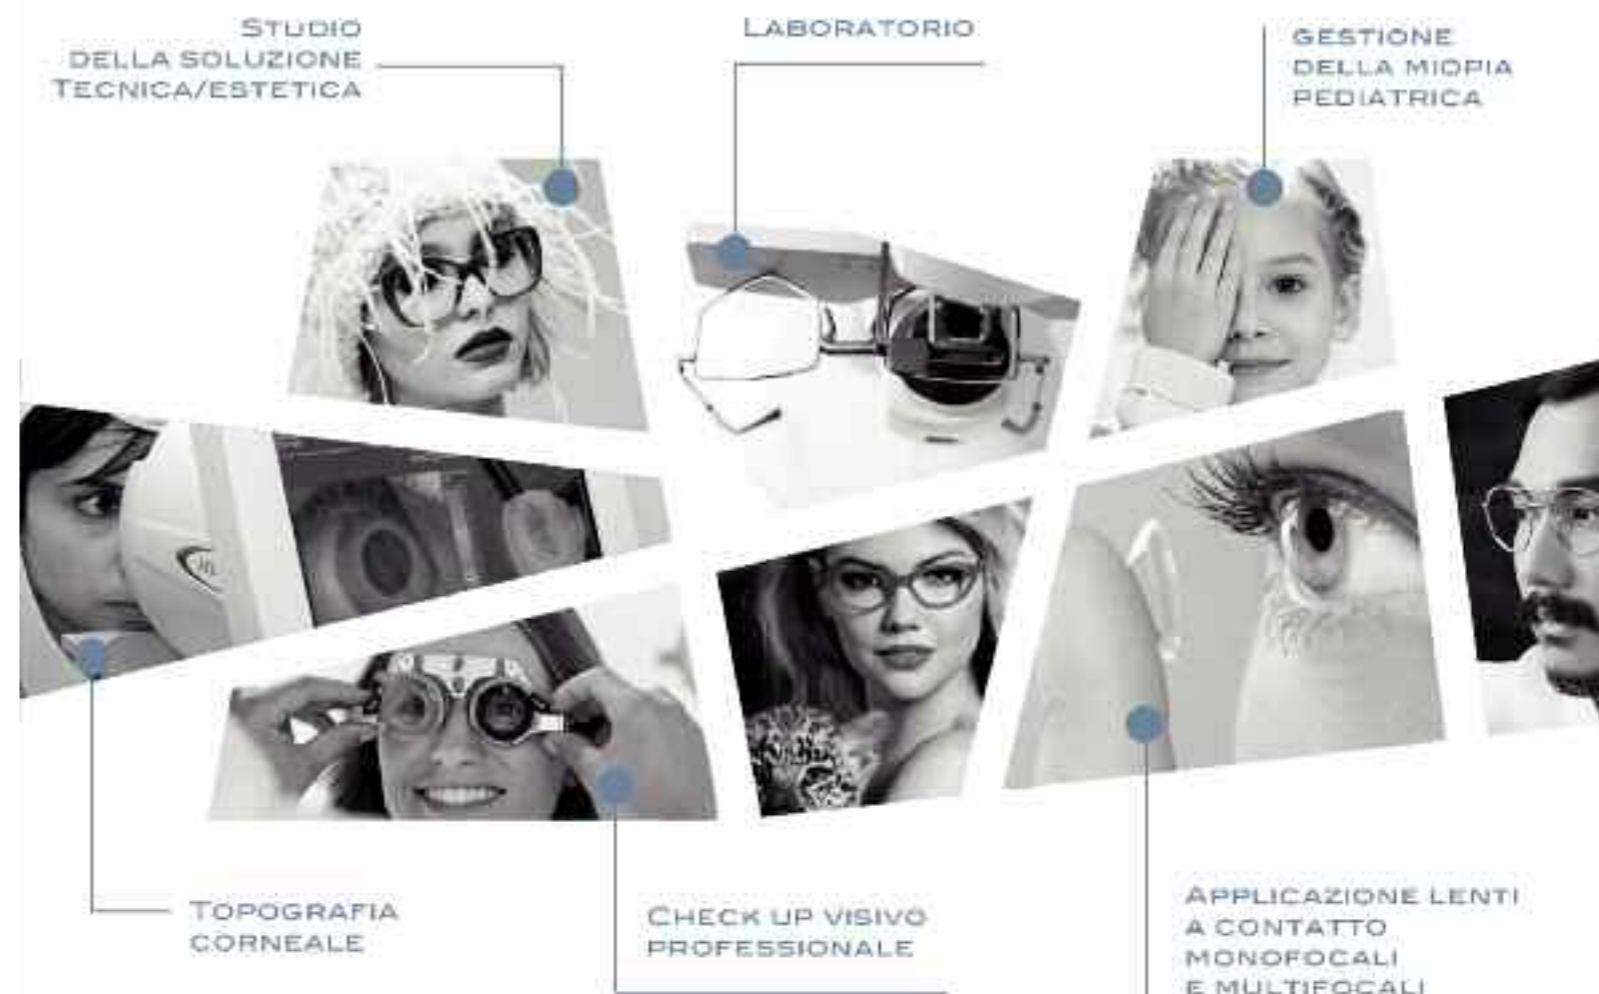 STUDIO
DELLA SOLUZIONE
TECNICA/ESTETICA
LABORATORIO
GESTIONE
DELLA MIOPIA
PEDIATRICA
TOPOGRAFIA
CORNEALE
CHECK UP VISIVO
PROFESSIONALE
APPLICAZIONE LENTI
A CONTATTO
MONOFOCALI
E MULTIFOCALI